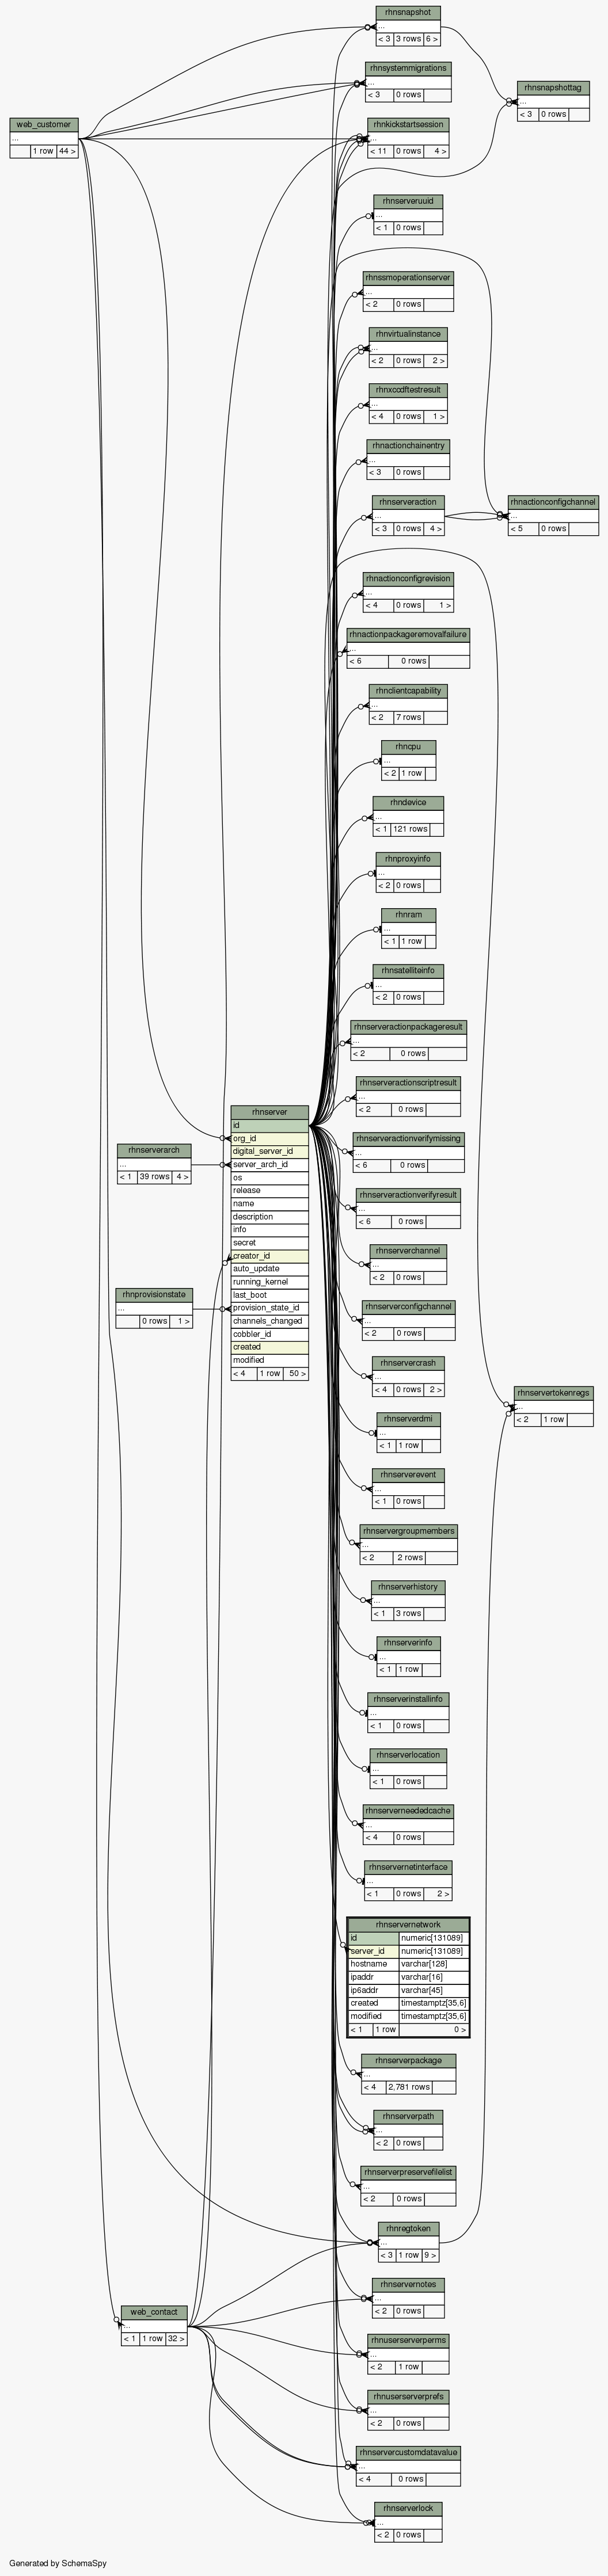 rhnsnapshot
...
< 3 3 rows 6 >
rhnsystemmigrations
...
< 3 0 rows
rhnsnapshottag
...
< 3 0 rows
web_customer
...
1 row 44 >
rhnkickstartsession
...
< 11 0 rows 4 >
rhnserveruuid
...
< 1 0 rows
rhnssmoperationserver
...
< 2 0 rows
rhnvirtualinstance
...
< 2 0 rows 2 >
rhnxccdftestresult
...
< 4 0 rows 1 >
rhnactionchainentry
...
< 3 0 rows
rhnserveraction
...
< 3 0 rows 4 >
rhnactionconfigchannel
...
< 5 0 rows
rhnactionconfigrevision
...
< 4 0 rows 1 >
rhnactionpackageremovalfailure
...
< 6 0 rows
rhnclientcapability
...
< 2 7 rows
rhncpu
...
< 2 1 row
rhndevice
...
< 1 121 rows
rhnproxyinfo
...
< 2 0 rows
rhnram
...
< 1 1 row
rhnsatelliteinfo
...
< 2 0 rows
rhnserveractionpackageresult
...
< 2 0 rows
rhnserveractionscriptresult
...
< 2 0 rows
rhnserver
id
org_id
digital_server_id
server_arch_id
os
release
name
description
info
secret
creator_id
auto_update
running_kernel
last_boot
provision_state_id
channels_changed
cobbler_id
created
modified
< 4 1 row 50 >
rhnserverarch
...
< 1 39 rows 4 >
rhnprovisionstate
...
0 rows 1 >
rhnserveractionverifymissing
...
< 6 0 rows
rhnserveractionverifyresult
...
< 6 0 rows
rhnserverchannel
...
< 2 0 rows
rhnserverconfigchannel
...
< 2 0 rows
rhnservercrash
...
< 4 0 rows 2 >
rhnservertokenregs
...
< 2 1 row
rhnserverdmi
...
< 1 1 row
rhnserverevent
...
< 1 0 rows
rhnservergroupmembers
...
< 2 2 rows
rhnserverhistory
...
< 1 3 rows
rhnserverinfo
...
< 1 1 row
rhnserverinstallinfo
...
< 1 0 rows
rhnserverlocation
...
< 1 0 rows
rhnserverneededcache
...
< 4 0 rows
rhnservernetinterface
...
< 1 0 rows 2 >
rhnservernetwork
id numeric[131089]
server_id numeric[131089]
hostname varchar[128]
ipaddr varchar[16]
ip6addr varchar[45]
created timestamptz[35,6]
modified timestamptz[35,6]
< 1 1 row 0 >
rhnserverpackage
...
< 4 2,781 rows
rhnserverpath
...
< 2 0 rows
rhnserverpreservefilelist
...
< 2 0 rows
rhnregtoken
...
< 3 1 row 9 >
rhnservernotes
...
< 2 0 rows
web_contact
...
< 1 1 row 32 >
rhnuserserverperms
...
< 2 1 row
rhnuserserverprefs
...
< 2 0 rows
rhnservercustomdatavalue
...
< 4 0 rows
rhnserverlock
...
< 2 0 rows
Generated by SchemaSpy